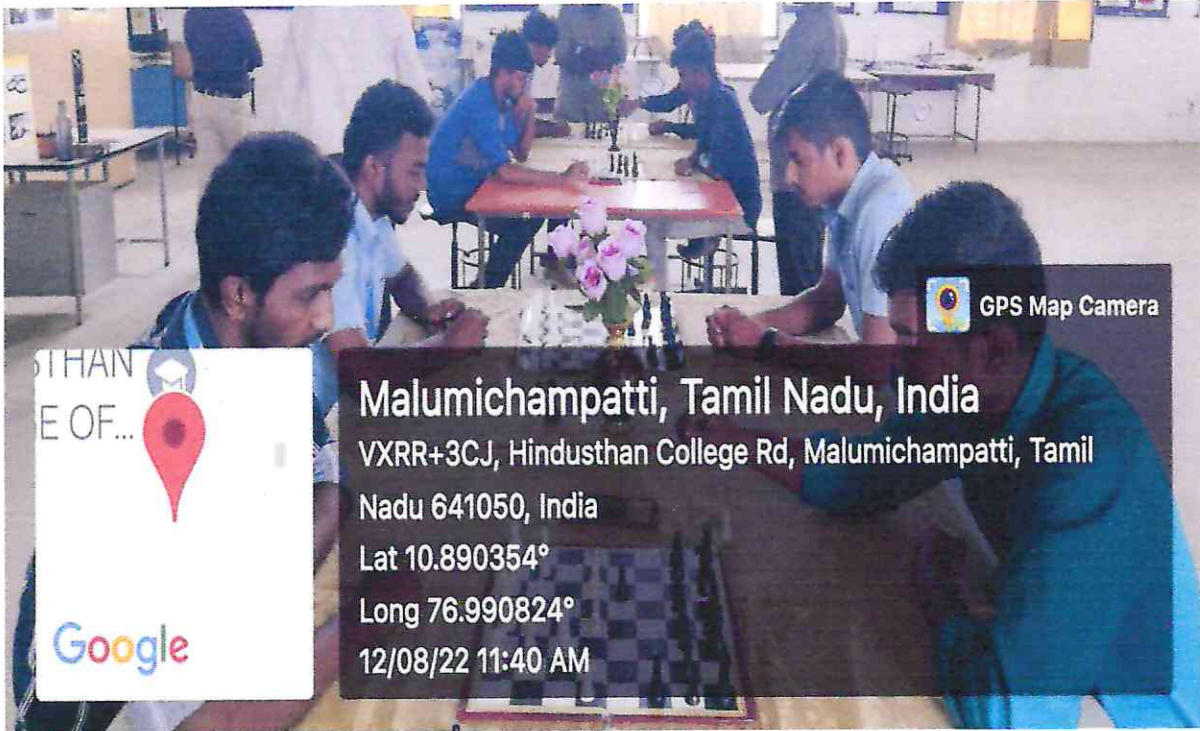 GPS Map Camera
THAN
E OF...
Google
Malumichampatti, Tamil Nadu, India
VXRR+3CJ, Hindusthan College Rd, Malumichampatti, Tamil
Nadu 641050, India
Lat 10.890354°
Long 76.990824°
12/08/22 11:40 AM